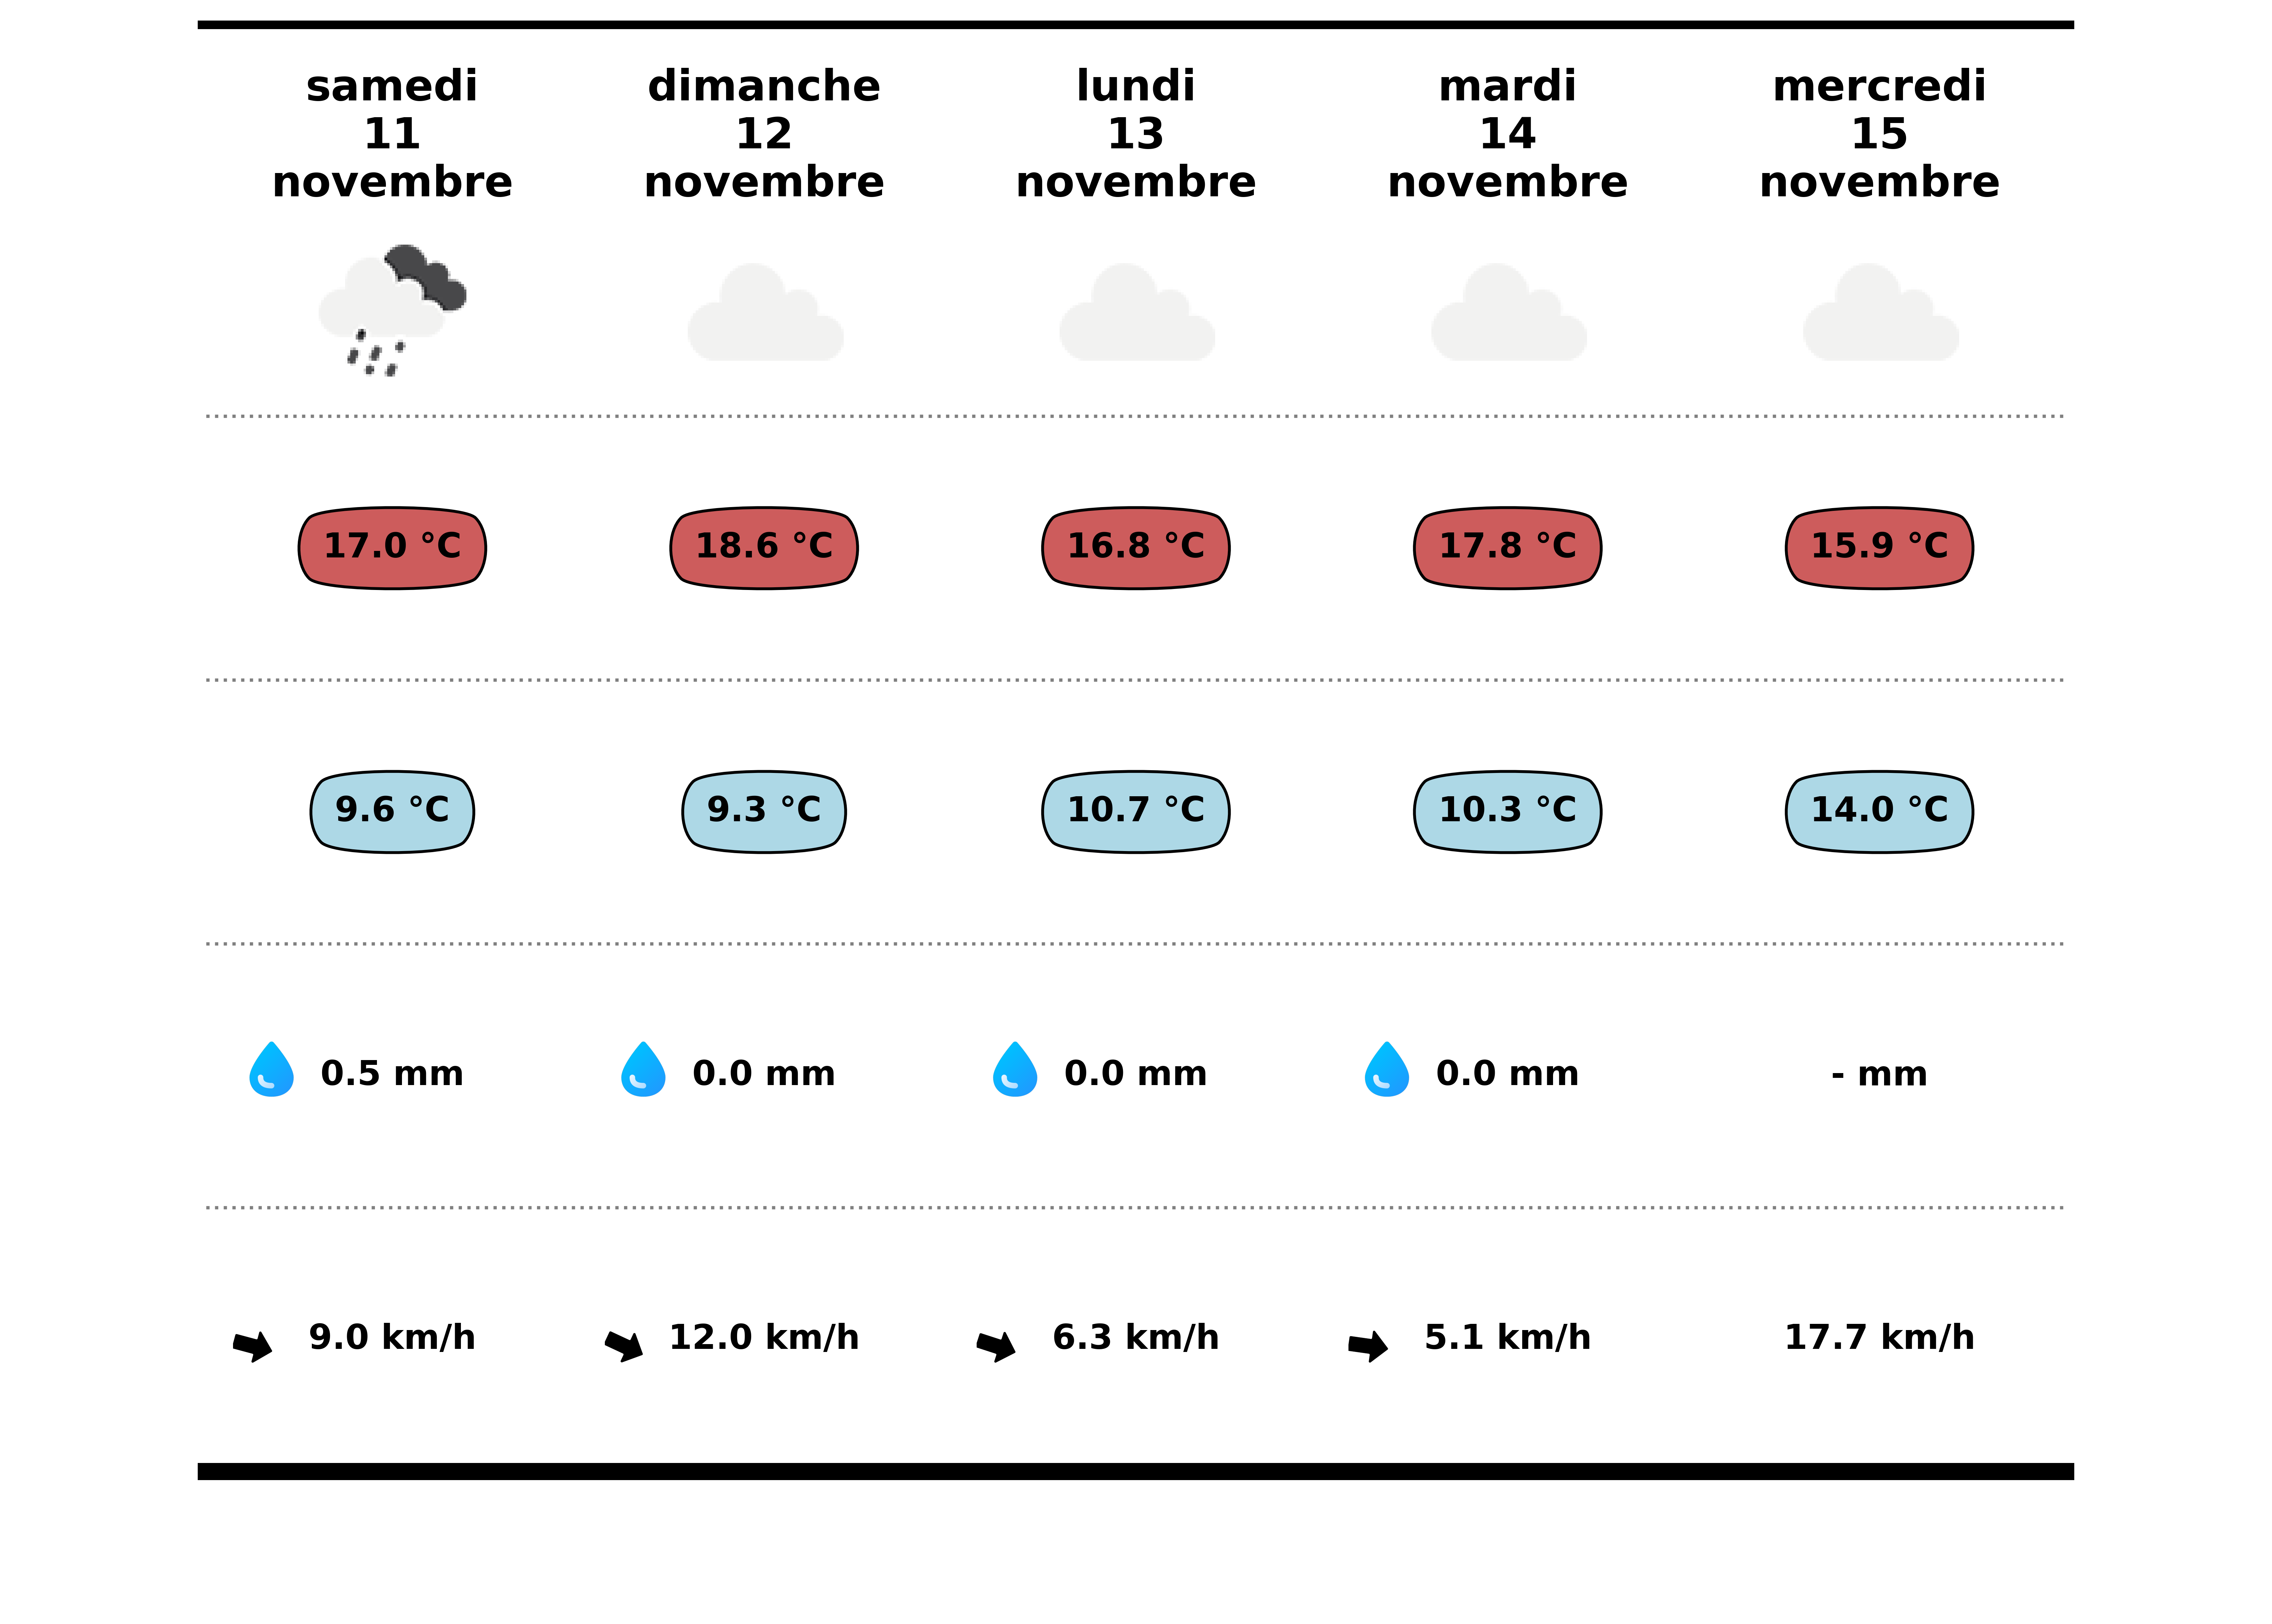 samedi
11
novembre
dimanche
12
novembre
lundi
13
novembre
mardi
14
novembre
mercredi
15
novembre
17.0 °C
18.6 °C
16.8 °C
17.8 °C
15.9 °C
9.6 °C
9.3 °C
10.7 °C
10.3 °C
14.0 °C
0.5 mm
0.0 mm
0.0 mm
0.0 mm
- mm
9.0 km/h
12.0 km/h
6.3 km/h
5.1 km/h
17.7 km/h